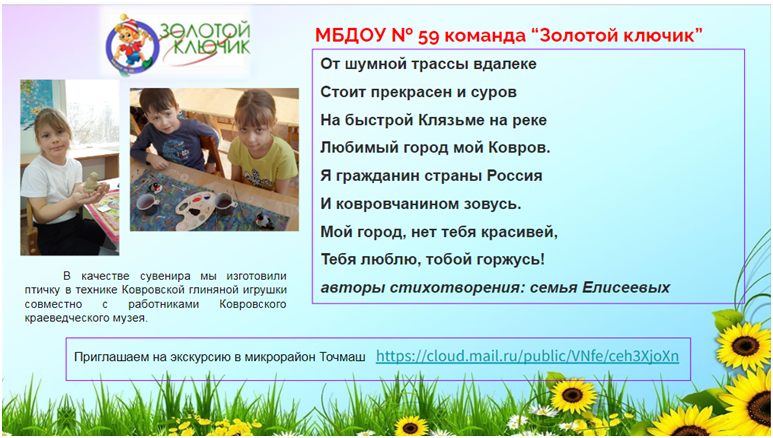 ЗОЛОТОЙ
КЛЮЧИК
МБДОУ № 59 команда “Золотой ключик”
От шумной трассы вдалеке
Стоит прекрасен и суров
На быстрой Клязьме на реке
Любимый город мой Ковров.
Я гражданин страны Россия
И ковровчанином зовусь.
Мой город, нет тебя красивей,
Тебя люблю, тобой горжусь!
авторы стихотворения: семья Елисеевых
В качестве сувенира мы изготовили
птичку в технике Ковровской глиняной игрушки
совместно с работниками Ковровского
краеведческого музея.
Приглашаем на экскурсию в микрорайон Точмаш https://cloud.mail.ru/public/VNfe/ceh3XjoXn